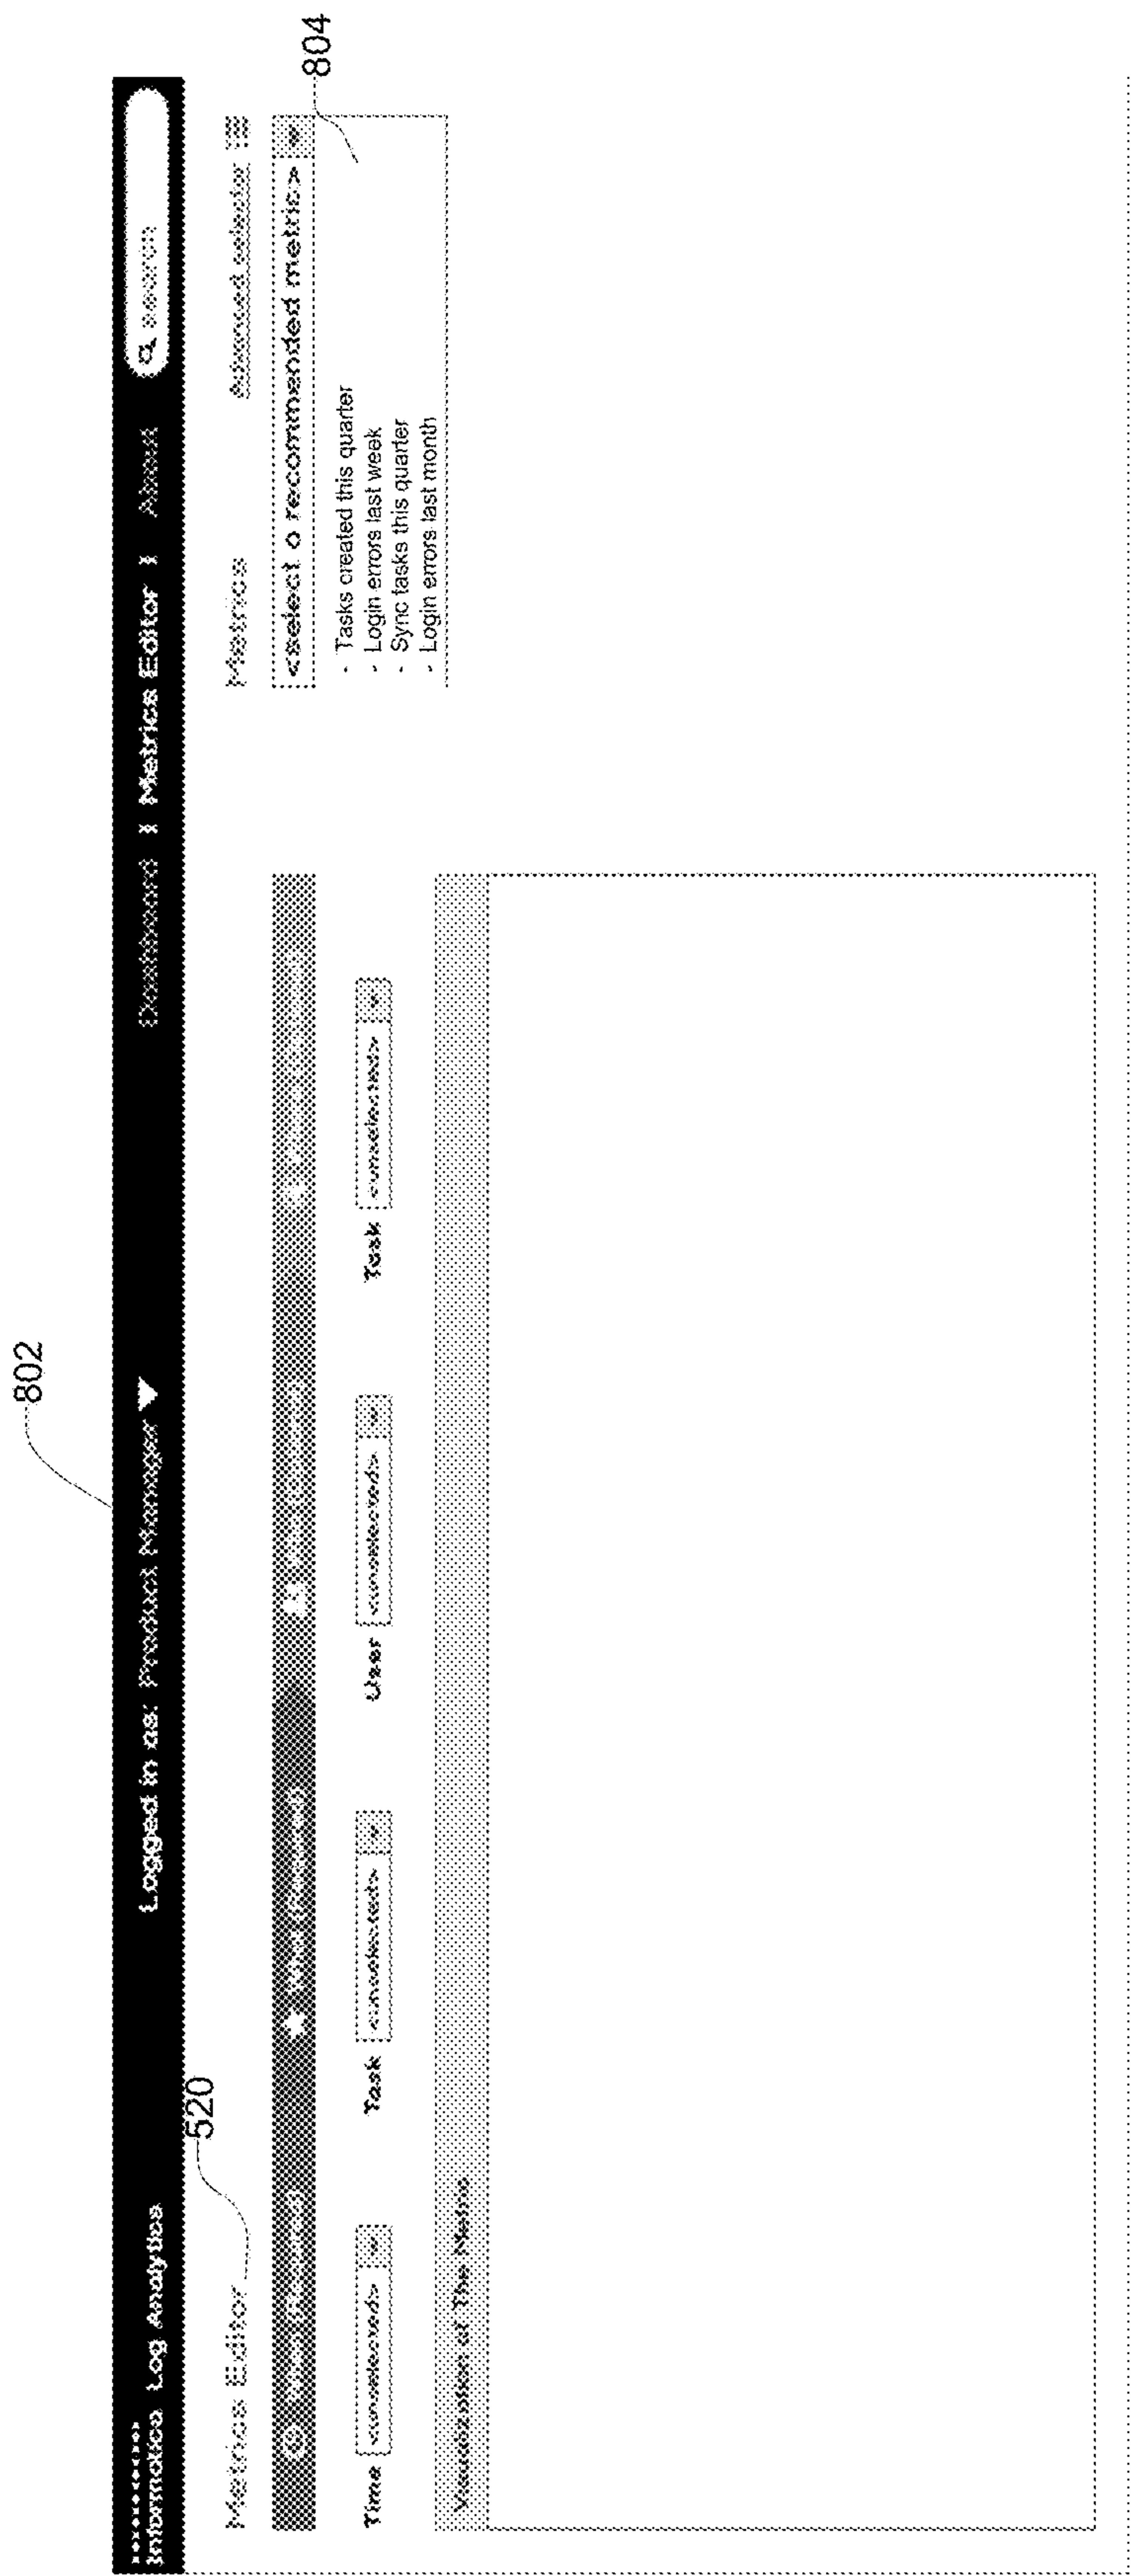 802
Informatica Log Analytics Logged in as: Product Manager Dashboard Metrics Editor About search
520
Metrics Editor
Metrics Advanced selector
804
<select a recommended metric>
- Tasks created this quarter
- Login errors last week
- Sync tasks this quarter
- Login errors last month
Time <unselected> Task <unselected> User <unselected> Task <unselected>
Visualization of The Metric